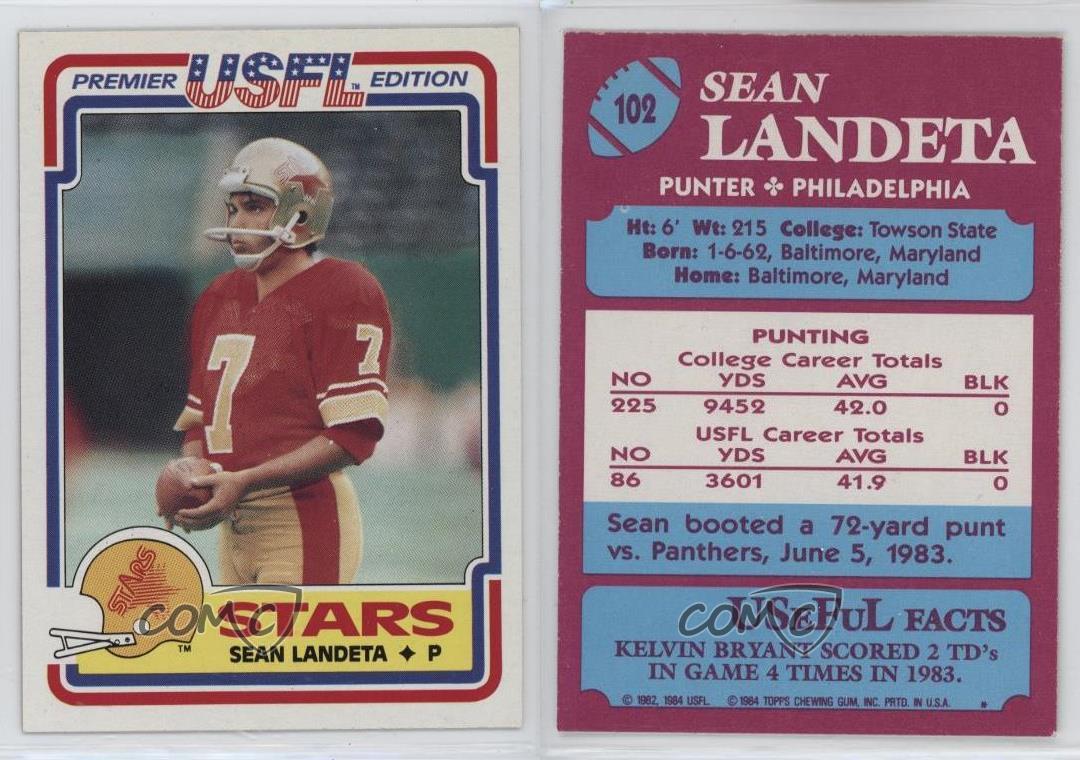 PREMIER USFL™ EDITION
7 7
STARS
™
STARS
SEAN LANDETA ✦ P
102
SEAN
LANDETA
PUNTER ✤ PHILADELPHIA
Ht: 6' Wt: 215 College: Towson State
Born: 1-6-62, Baltimore, Maryland
Home: Baltimore, Maryland
PUNTING
College Career Totals
NO YDS AVG BLK
225 9452 42.0 0
USFL Career Totals
NO YDS AVG BLK
86 3601 41.9 0
Sean booted a 72-yard punt
vs. Panthers, June 5, 1983.
USeFuL FACTS
KELVIN BRYANT SCORED 2 TD's
IN GAME 4 TIMES IN 1983.
© 1982, 1984 USFL. © 1984 TOPPS CHEWING GUM, INC. PRTD. IN U.S.A. *
COMC
COMC